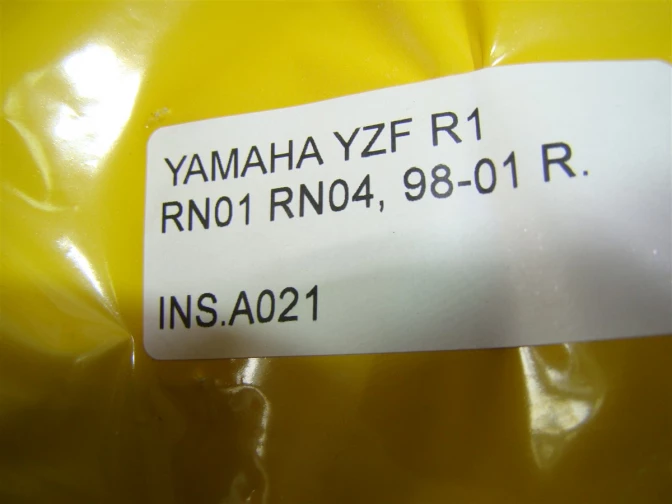 YAMAHA YZF R1
RN01 RN04, 98-01 R.
INS.A021